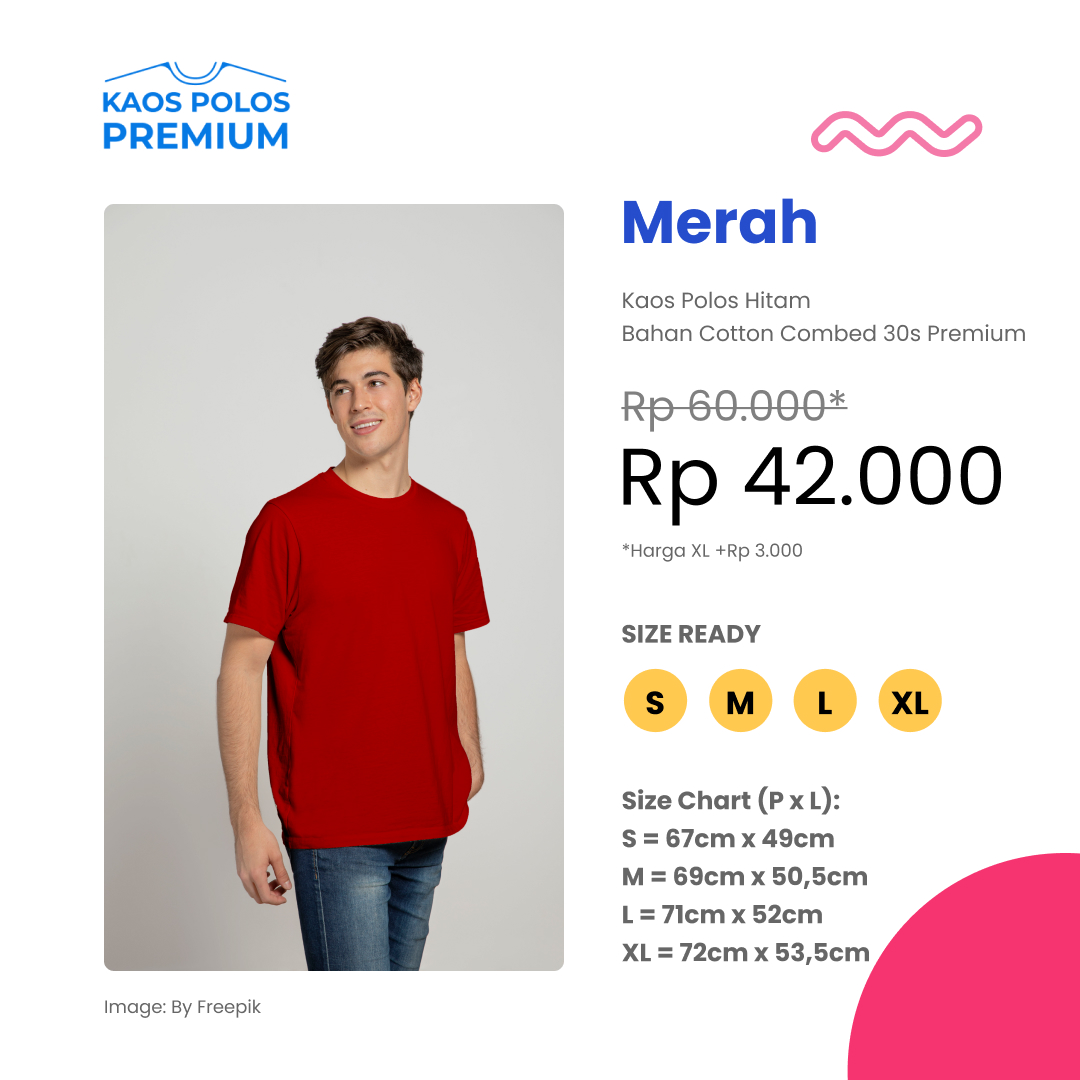 KAOS POLOS
PREMIUM
Merah
Kaos Polos Hitam
Bahan Cotton Combed 30s Premium
Rp 60.000*
Rp 42.000
*Harga XL +Rp 3.000
SIZE READY
S M L XL
Size Chart (P x L):
S = 67cm x 49cm
M = 69cm x 50,5cm
L = 71cm x 52cm
XL = 72cm x 53,5cm
Image: By Freepik